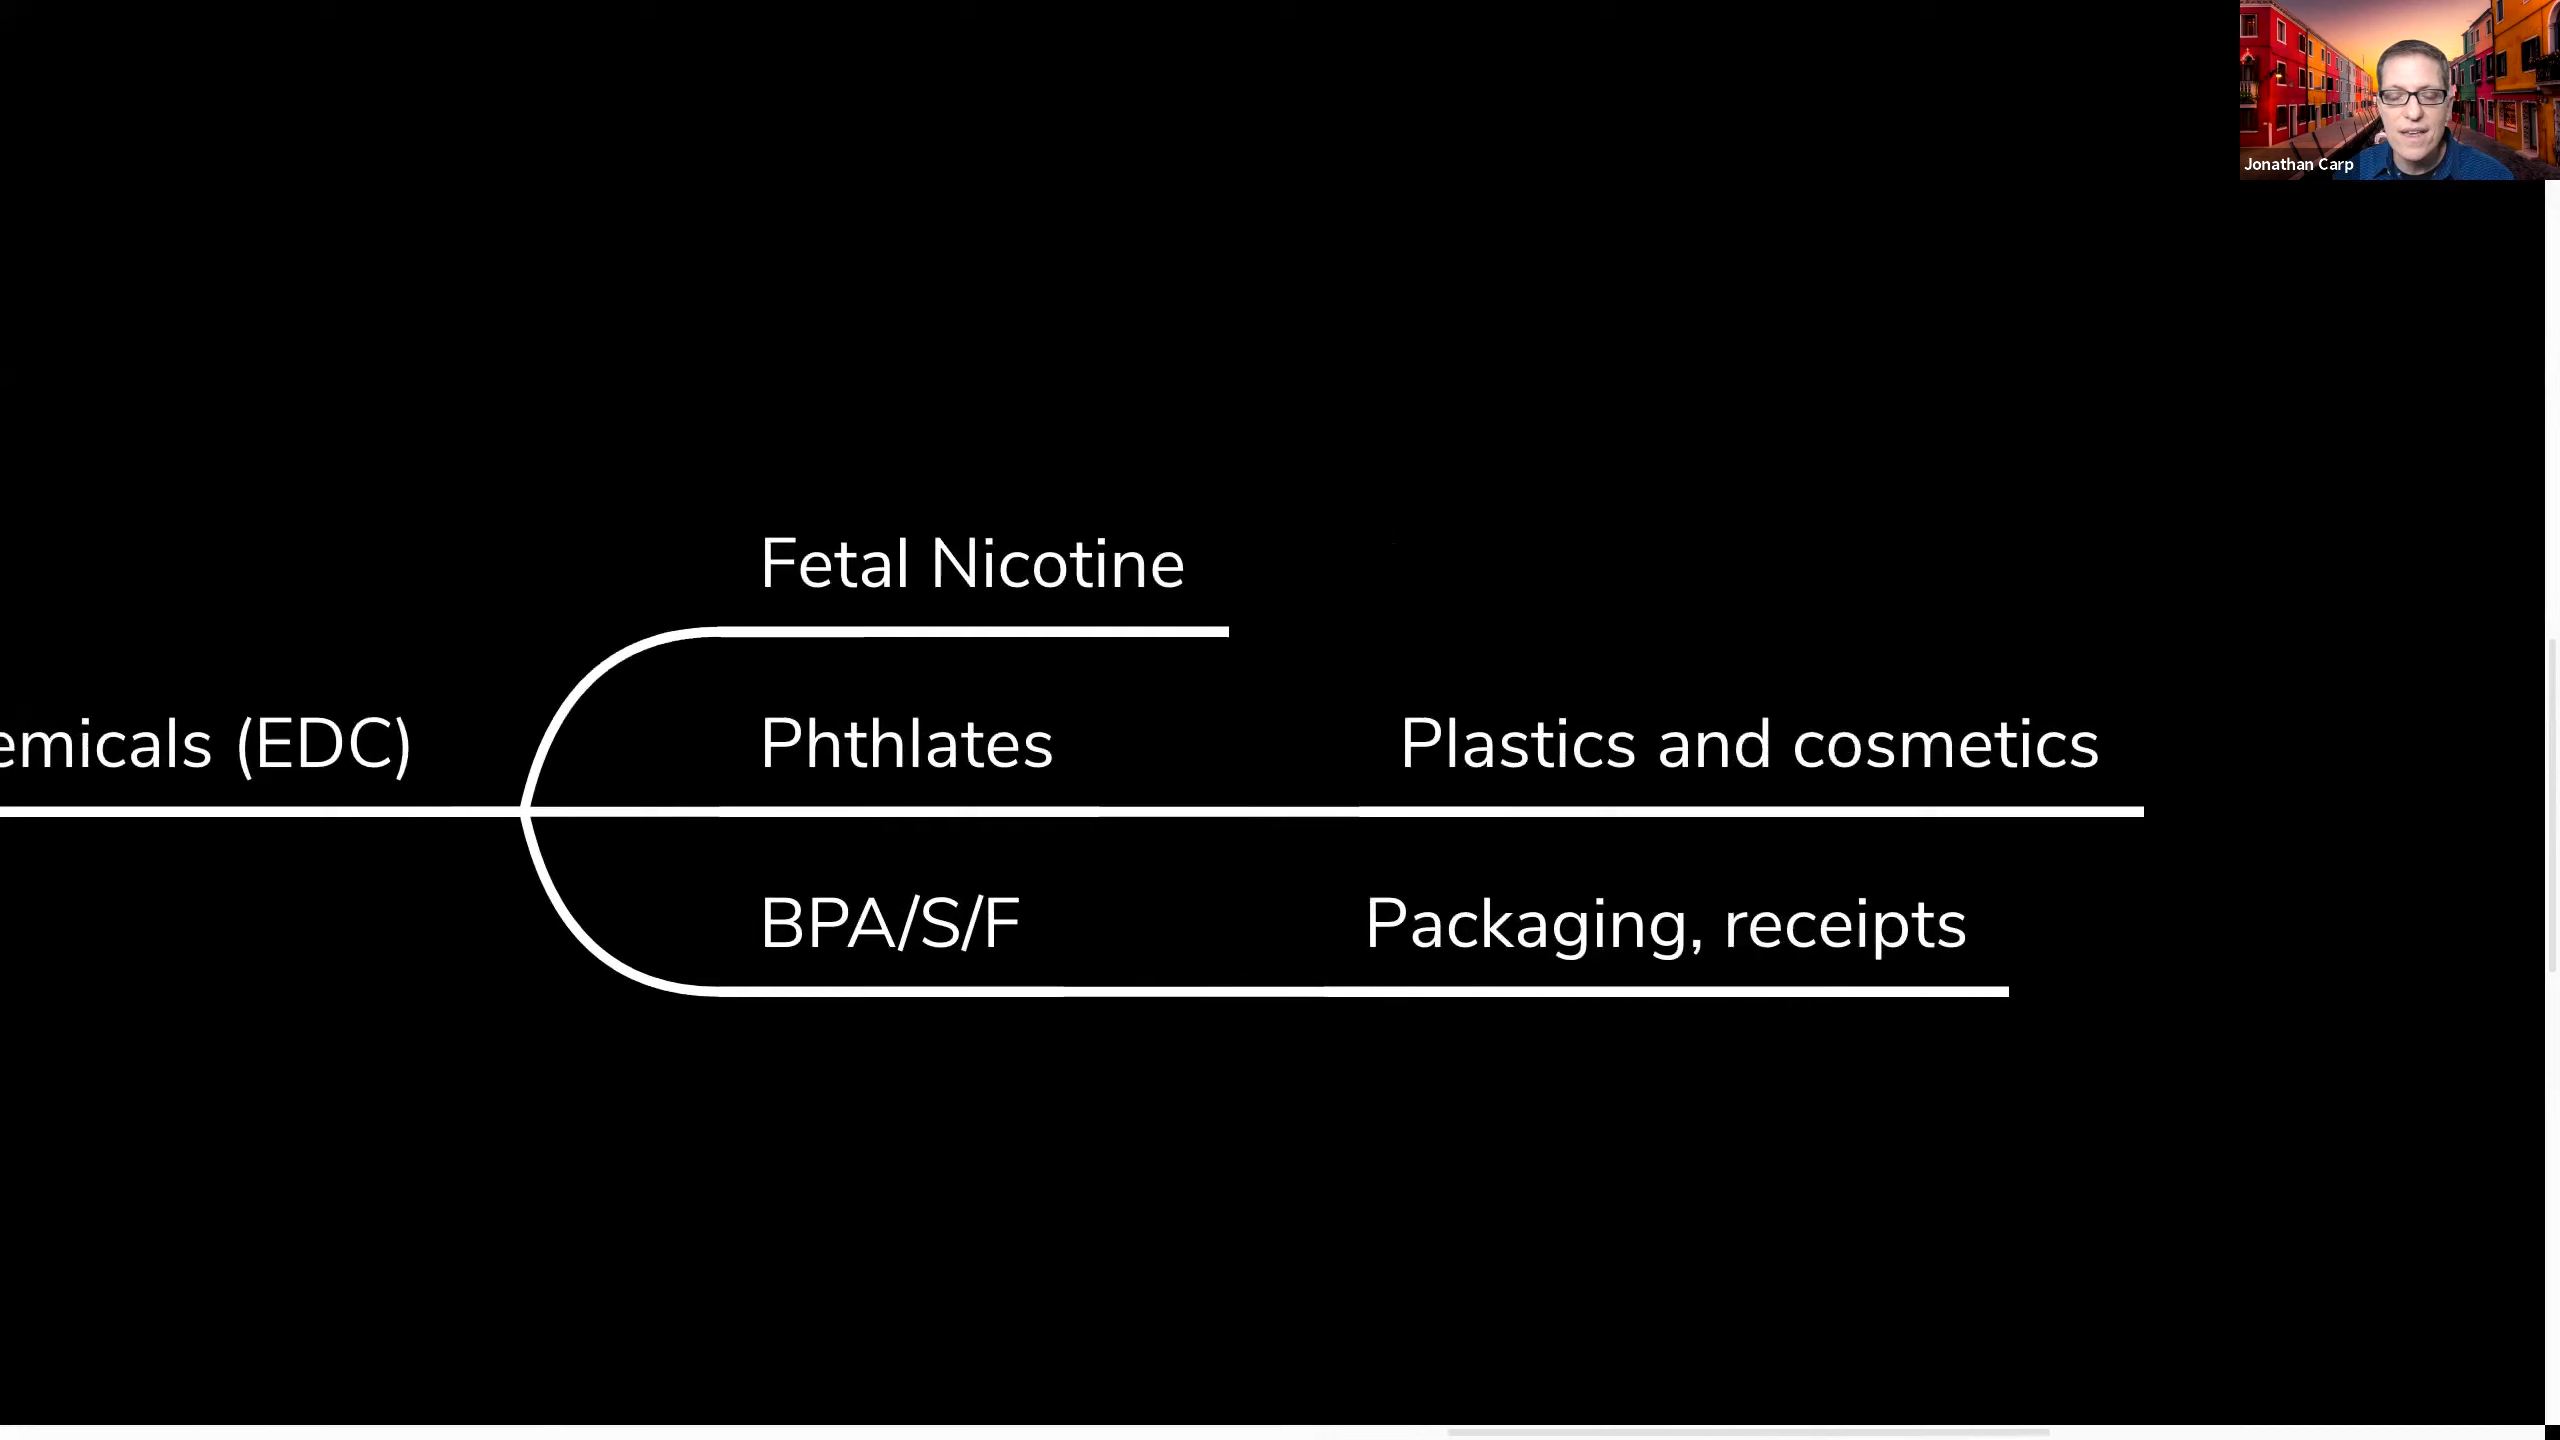 Jonathan Carp
Fetal Nicotine
emicals (EDC)
Phthlates
Plastics and cosmetics
BPA/S/F
Packaging, receipts